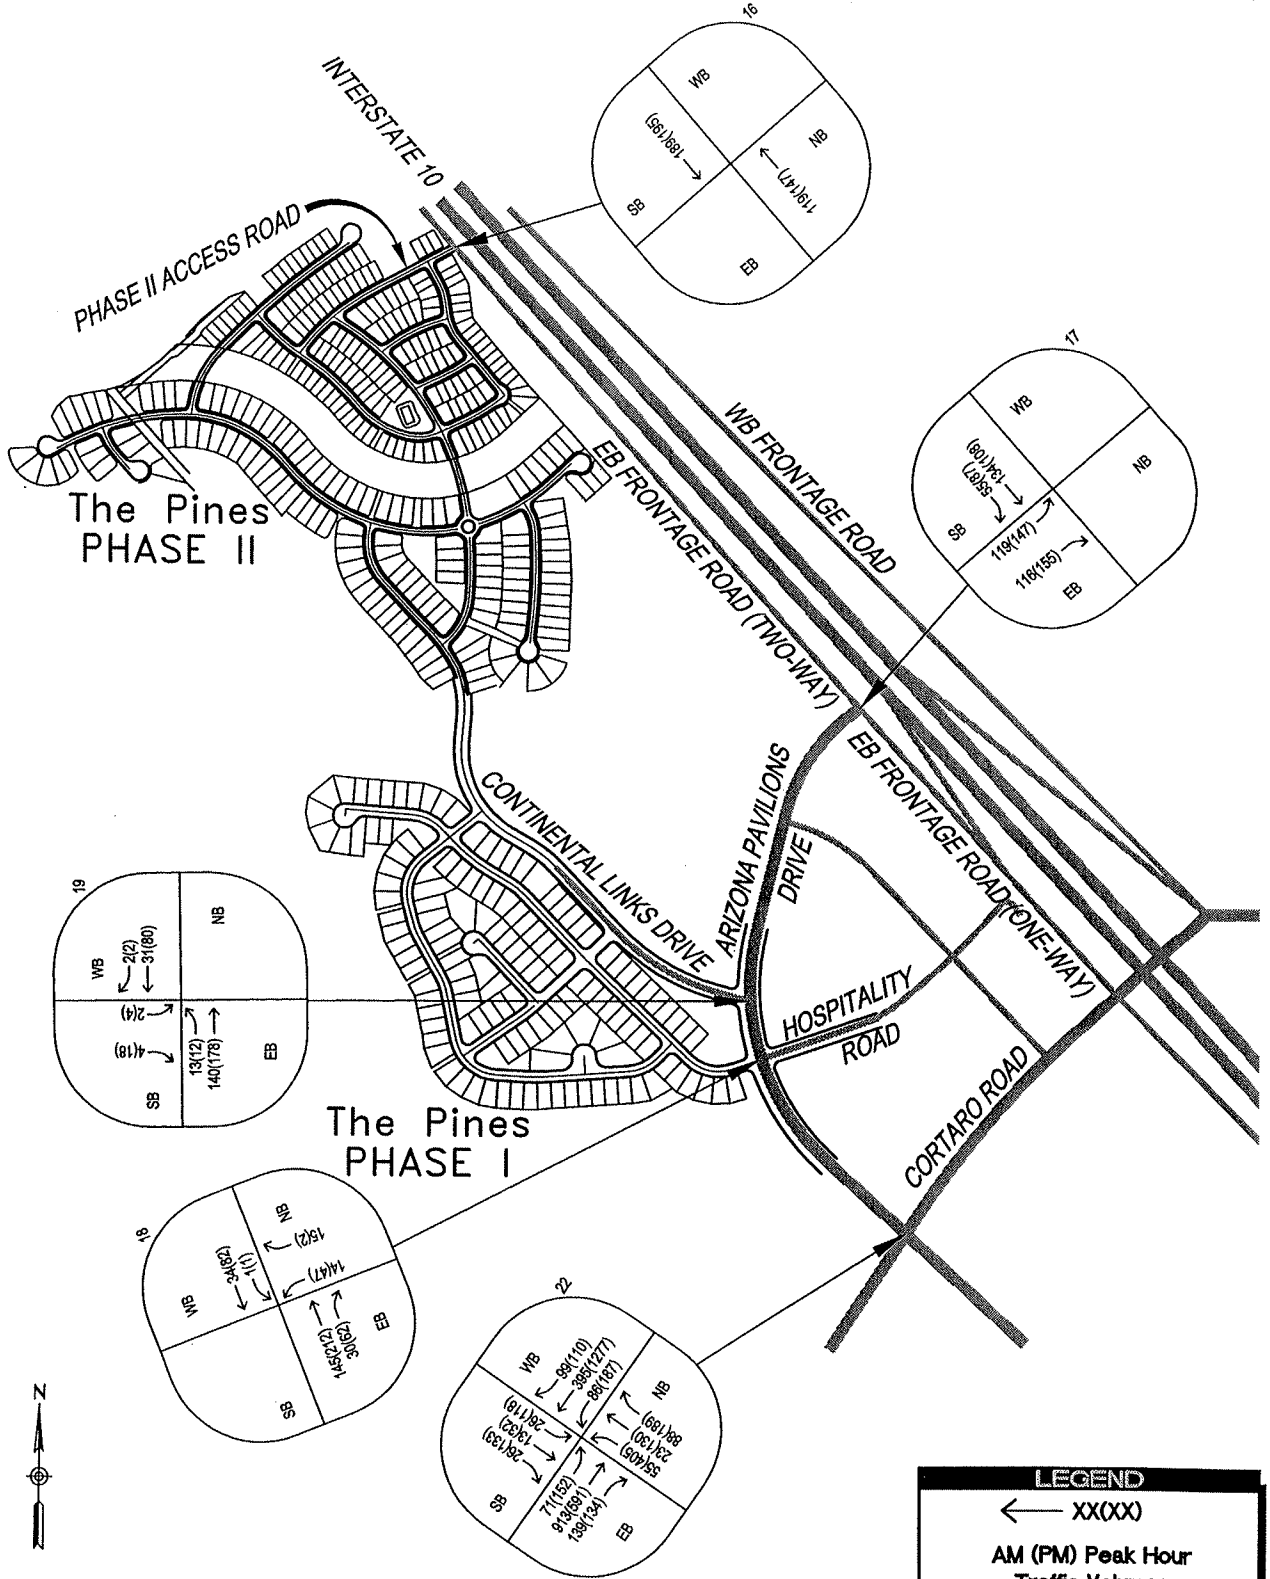 16
WB
NB
SB
EB
189(195)
119(147)
INTERSTATE 10
PHASE II ACCESS ROAD
17
WB
NB
SB
EB
134(108)
55(87)
119(147)
116(155)
WB FRONTAGE ROAD
EB FRONTAGE ROAD (TWO-WAY)
The Pines
PHASE II
EB FRONTAGE ROAD (ONE-WAY)
CONTINENTAL LINKS DRIVE
ARIZONA PAVILIONS
DRIVE
HOSPITALITY
ROAD
CORTARO ROAD
19
WB
NB
SB
EB
2(2)
31(80)
2(4)
4(18)
13(12)
140(178)
The Pines
PHASE I
18
WB
NB
SB
EB
34(82)
1(1)
15(2)
14(47)
145(212)
30(62)
22
WB
NB
SB
EB
99(110)
395(1277)
86(187)
26(118)
13(32)
26(133)
88(189)
23(130)
55(405)
71(152)
913(591)
139(134)
N
LEGEND
XX(XX)
AM (PM) Peak Hour